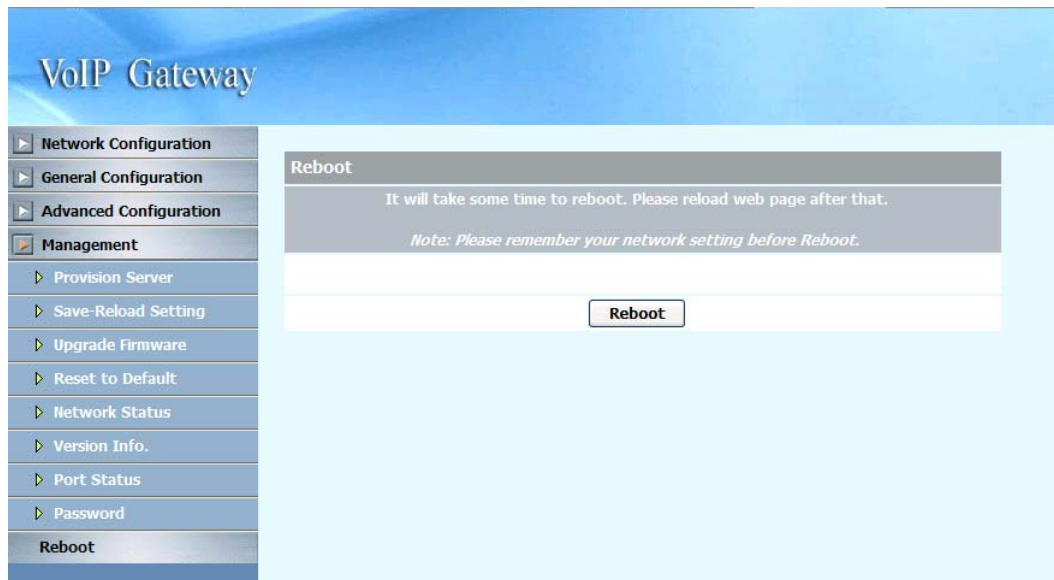 VoIP Gateway
Network Configuration
General Configuration
Advanced Configuration
Management
Provision Server
Save-Reload Setting
Upgrade Firmware
Reset to Default
Network Status
Version Info.
Port Status
Password
Reboot
Reboot
It will take some time to reboot. Please reload web page after that.
Note: Please remember your network setting before Reboot.
Reboot